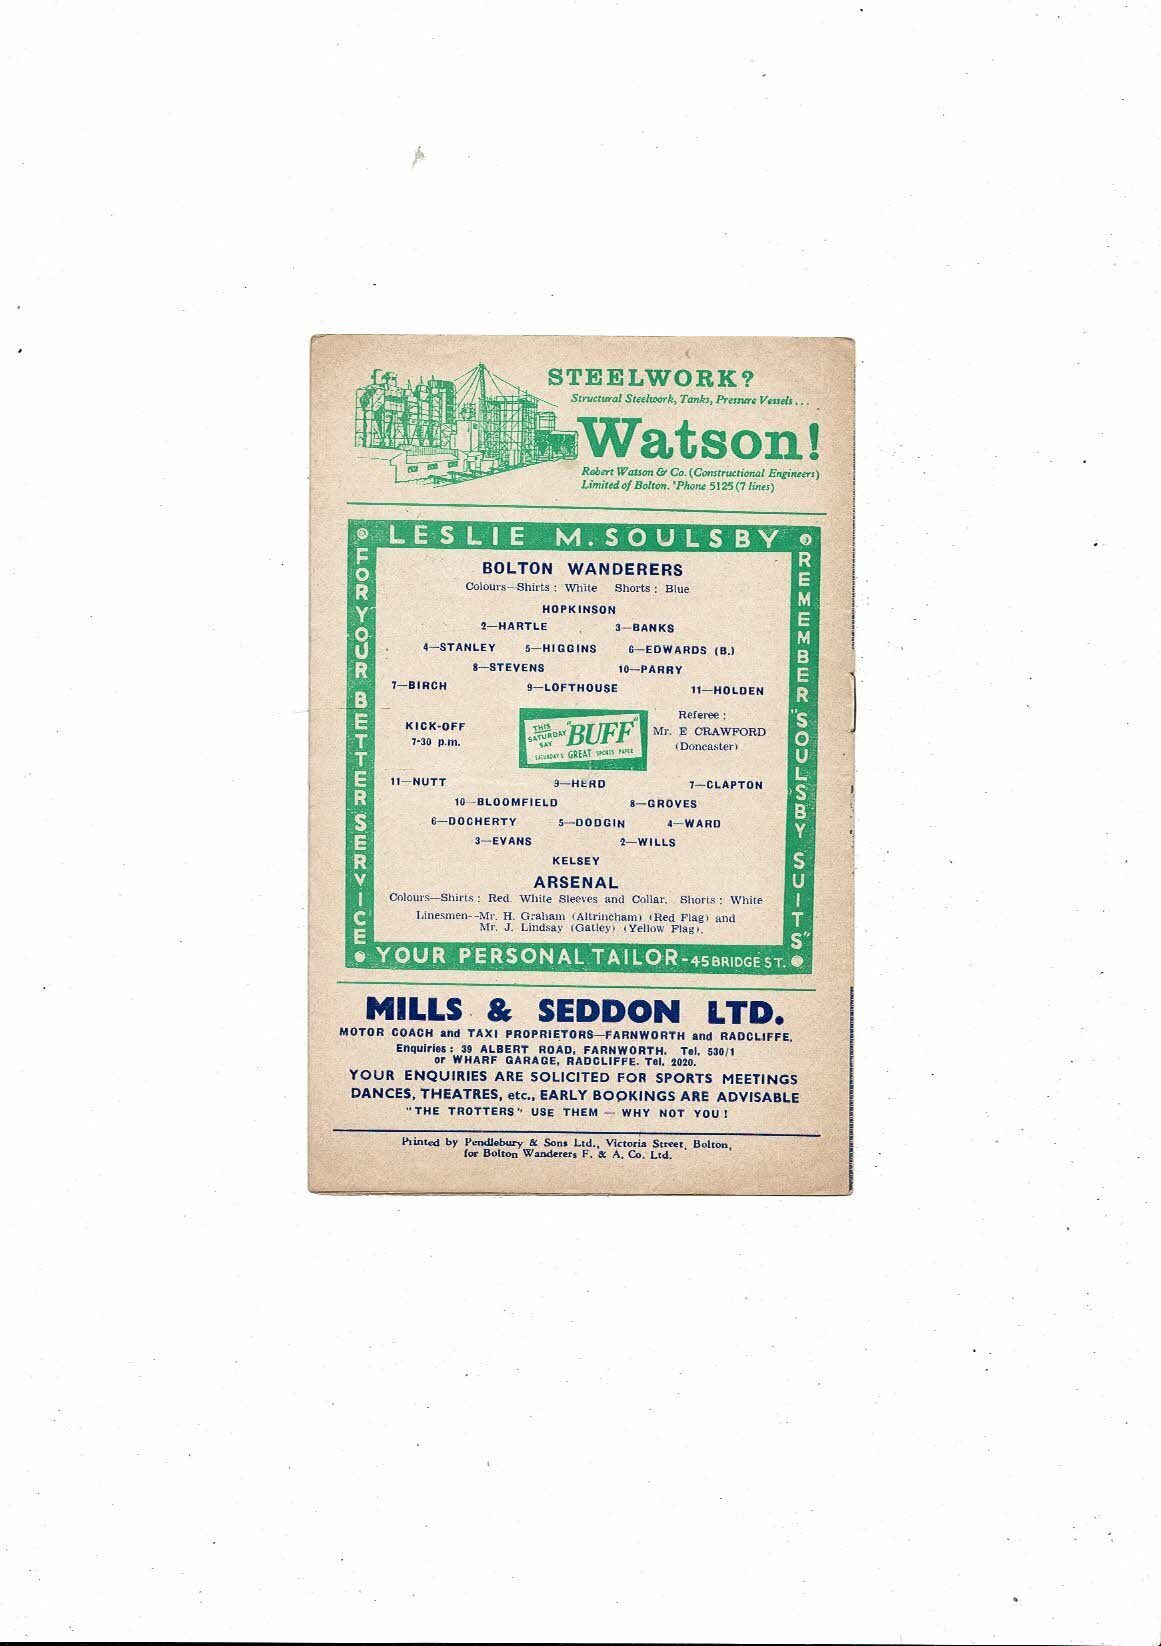 STEELWORK?
Structural Steelwork, Tanks, Pressure Vessels...
Watson!
Robert Watson & Co. (Constructional Engineers)
Limited of Bolton. 'Phone 5125 (7 lines)
LESLIE M. SOULSBY
FOR YOUR BETTER SERVICE
REMEMBER "SOULSBY SUITS"
BOLTON WANDERERS
Colours—Shirts : White Shorts : Blue
HOPKINSON
2—HARTLE 3—BANKS
4—STANLEY 5—HIGGINS 6—EDWARDS (B.)
8—STEVENS 10—PARRY
7—BIRCH 9—LOFTHOUSE 11—HOLDEN
KICK-OFF
7-30 p.m.
THIS
SATURDAY
SAY
"BUFF"
SATURDAY'S GREAT SPORTS PAPER
Referee :
Mr. E CRAWFORD
(Doncaster)
11—NUTT 9—HERD 7—CLAPTON
10—BLOOMFIELD 8—GROVES
6—DOCHERTY 5—DODGIN 4—WARD
3—EVANS 2—WILLS
KELSEY
ARSENAL
Colours—Shirts : Red. White Sleeves and Collar. Shorts : White
Linesmen--Mr. H. Graham (Altrincham) (Red Flag) and
Mr. J. Lindsay (Gatley) (Yellow Flag).
YOUR PERSONAL TAILOR-45 BRIDGE ST.
MILLS & SEDDON LTD.
MOTOR COACH and TAXI PROPRIETORS—FARNWORTH and RADCLIFFE.
Enquiries : 39 ALBERT ROAD, FARNWORTH. Tel. 530/1
or WHARF GARAGE, RADCLIFFE. Tel. 2020.
YOUR ENQUIRIES ARE SOLICITED FOR SPORTS MEETINGS
DANCES, THEATRES, etc., EARLY BOOKINGS ARE ADVISABLE
"THE TROTTERS" USE THEM — WHY NOT YOU !
Printed by Pendlebury & Sons Ltd., Victoria Street, Bolton,
for Bolton Wanderers F. & A. Co. Ltd.